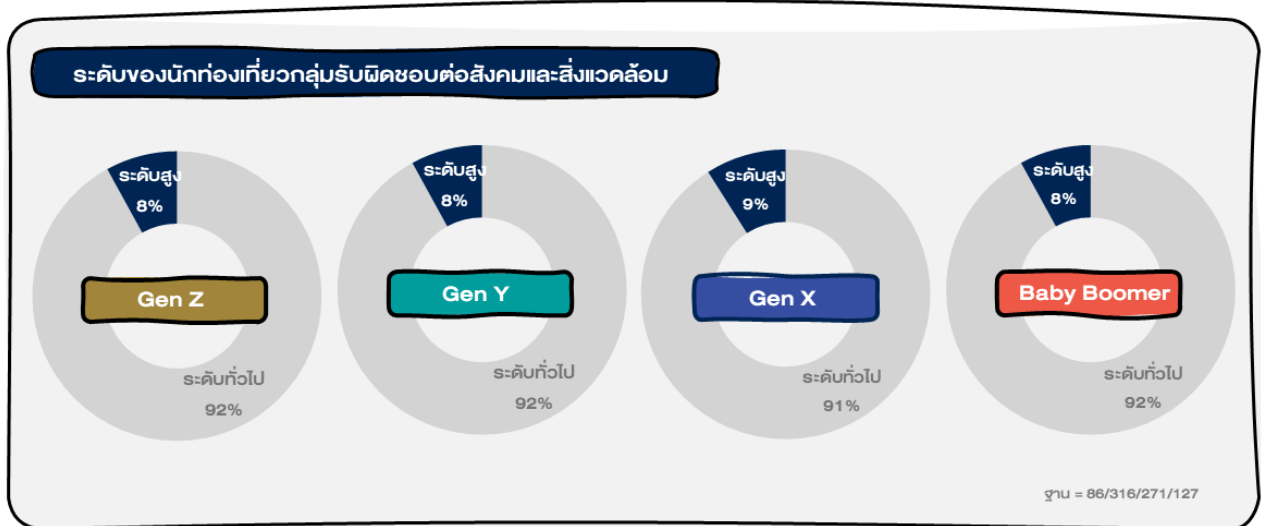 ระดับของนักท่องเที่ยวกลุ่มรับผิดชอบต่อสังคมและสิ่งแวดล้อม
ระดับสูง
8%
Gen Z
ระดับทั่วไป
92%
ระดับสูง
8%
Gen Y
ระดับทั่วไป
92%
ระดับสูง
9%
Gen X
ระดับทั่วไป
91%
ระดับสูง
8%
Baby Boomer
ระดับทั่วไป
92%
ฐาน = 86/316/271/127